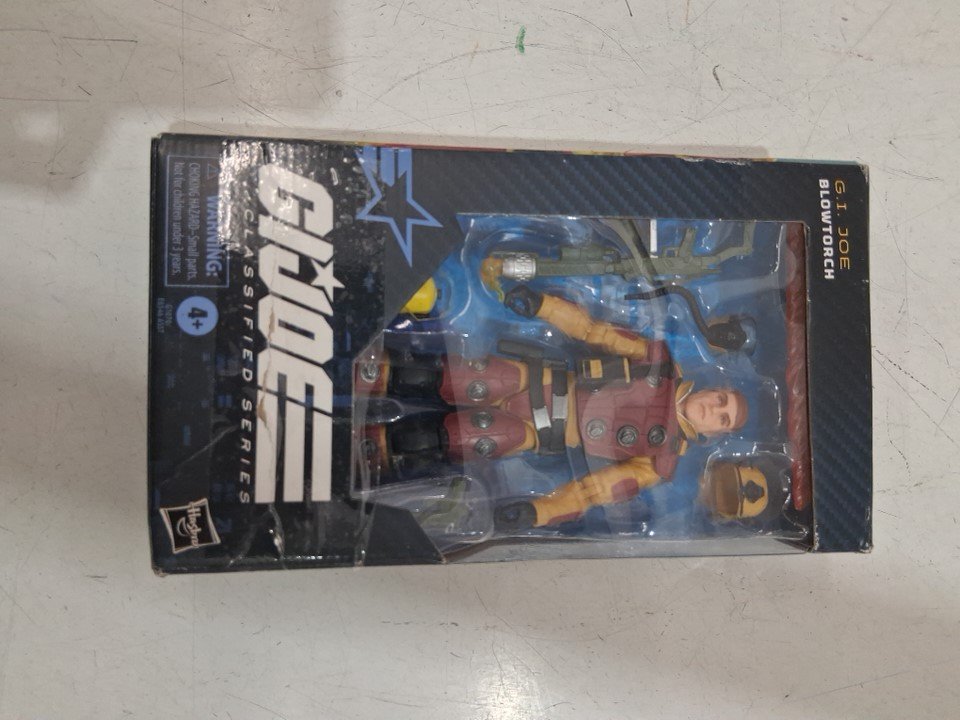 G.I. JOE
BLOWTORCH
G.I. JOE
CLASSIFIED SERIES
WARNING:
CHOKING HAZARD–Small parts.
Not for children under 3 years.
4+
Hasbro